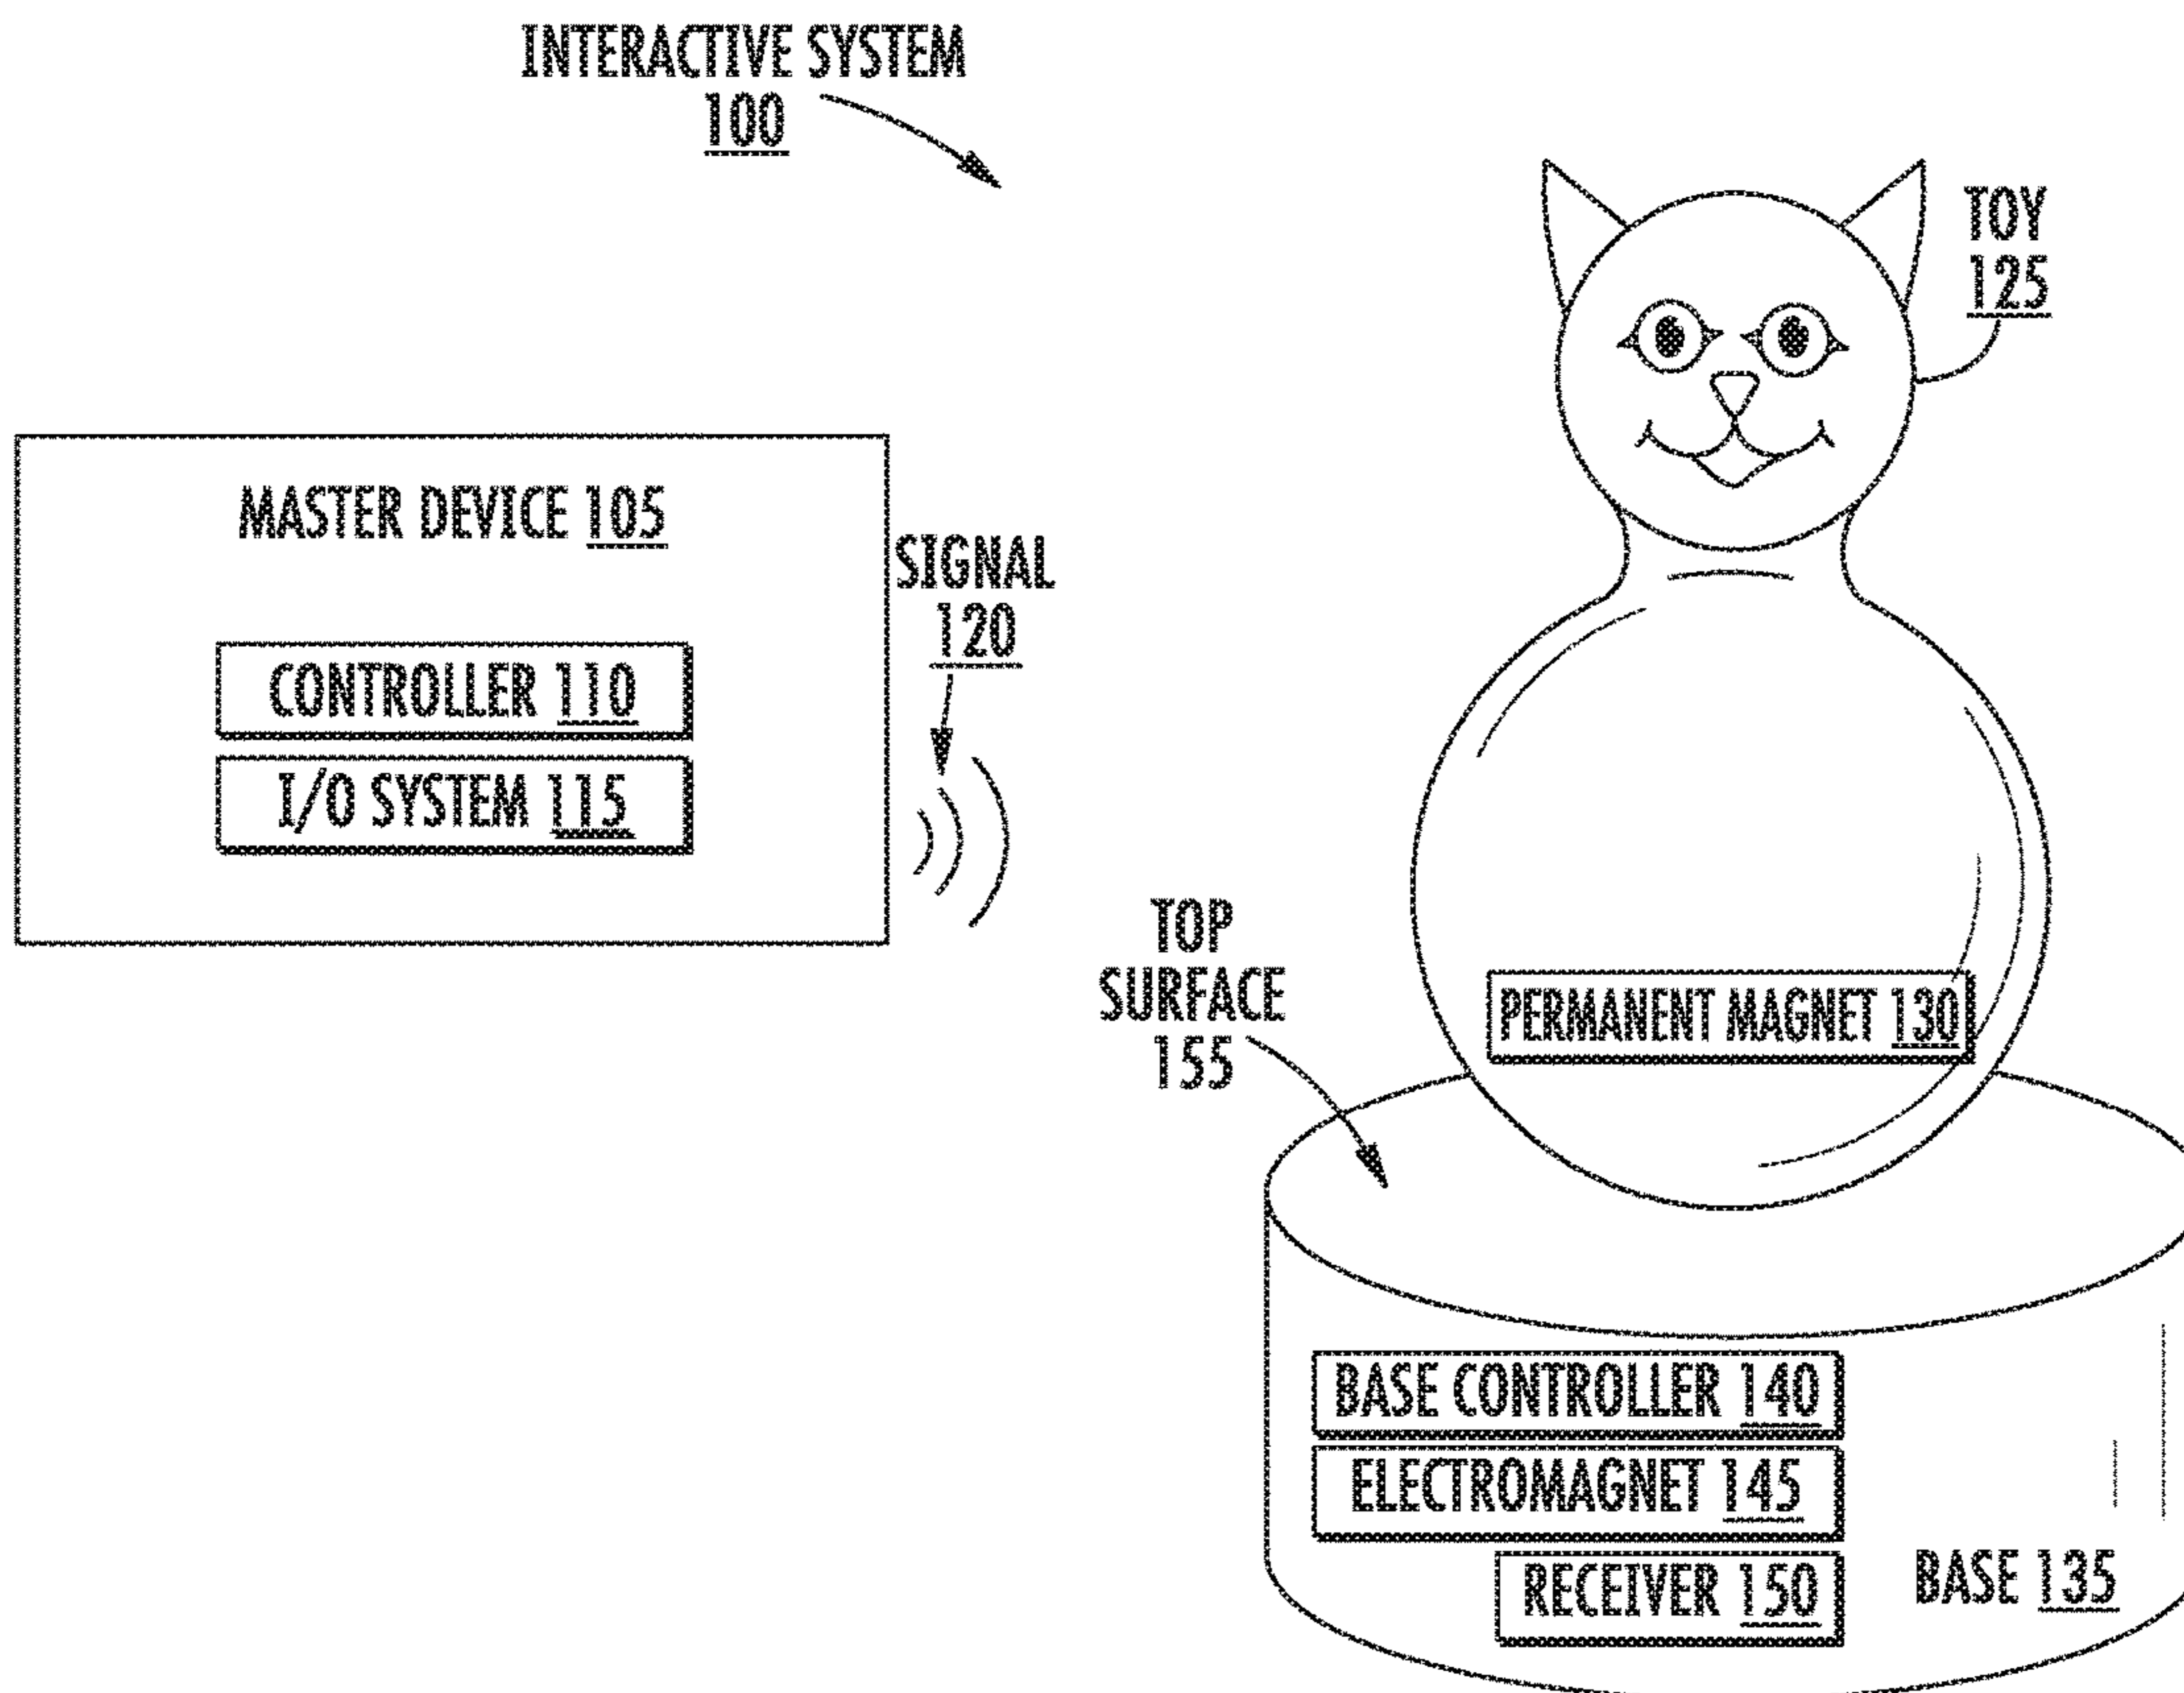 INTERACTIVE SYSTEM
100
TOY
125
MASTER DEVICE 105
SIGNAL
120
CONTROLLER 110
I/O SYSTEM 115
TOP
SURFACE
155
PERMANENT MAGNET 130
BASE CONTROLLER 140
ELECTROMAGNET 145
RECEIVER 150
BASE 135